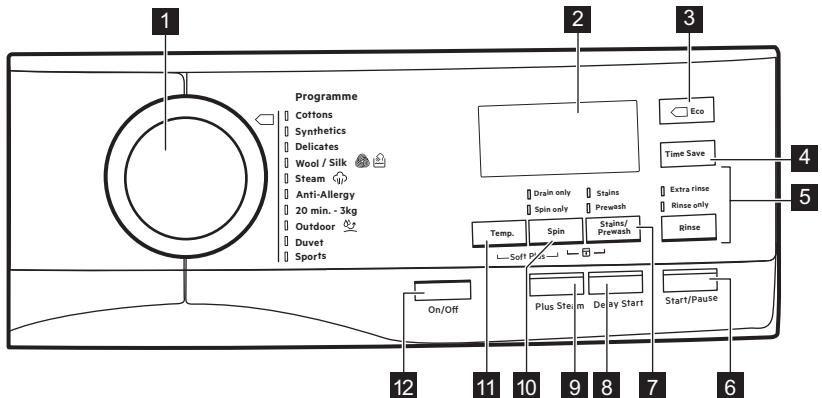 1
2
3
Programme
Cottons
Synthetics
Delicates
Wool / Silk
Steam
Anti-Allergy
20 min. - 3kg
Outdoor
Duvet
Sports
Eco
Time Save
4
5
Drain only
Stains
Extra rinse
Spin only
Prewash
Rinse only
Temp.
Spin
Stains/
Prewash
Rinse
Soft Plus
On/Off
Plus Steam
Delay Start
Start/Pause
12
11
10
9
8
7
6